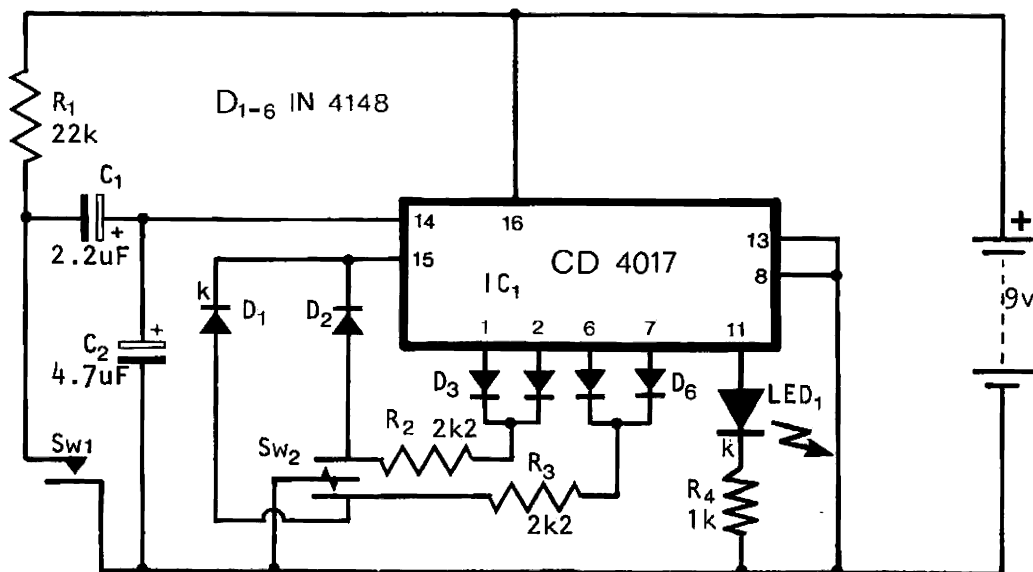 R1
22k
D1-6 IN 4148
C1
+
2.2uF
14
16
13
15
CD 4017
8
IC1
+
9v
k
D1
D2
+
C2
4.7uF
1
2
6
7
11
D3
D6
LED1
R2
2k2
k
Sw1
Sw2
R3
2k2
R4
1k